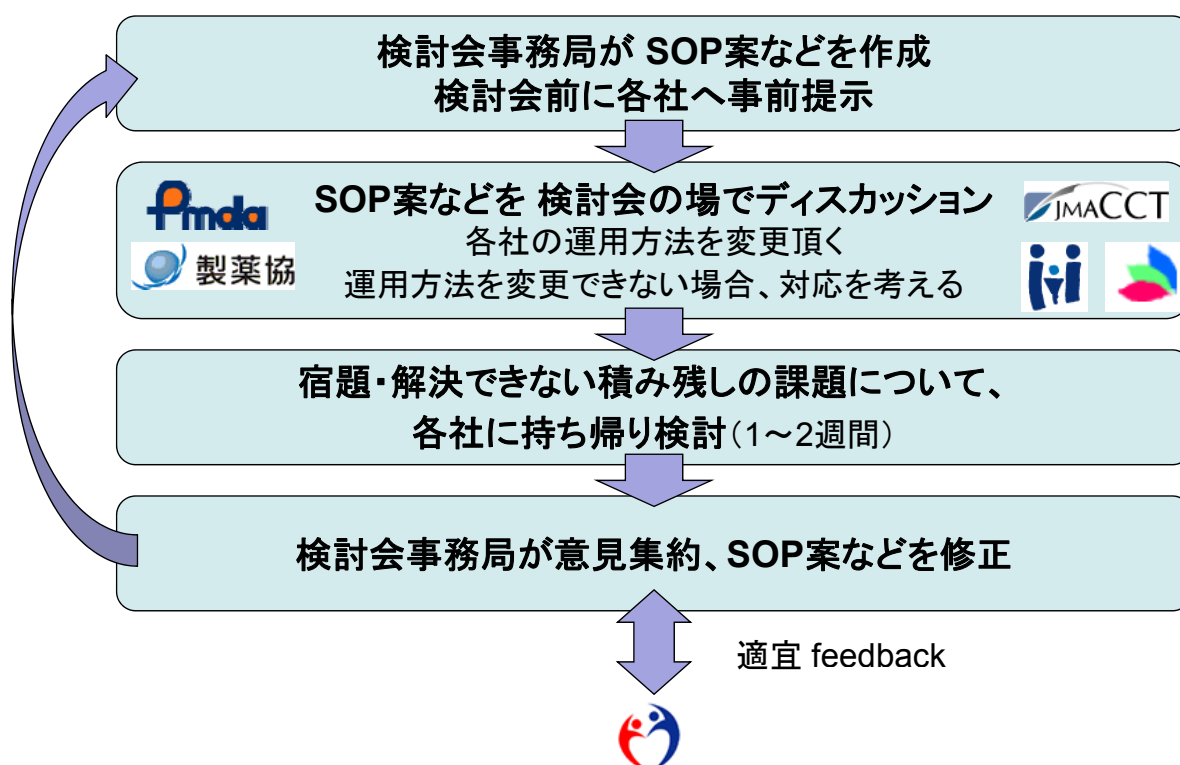 検討会事務局が SOP案などを作成
検討会前に各社へ事前提示
Pmda
SOP案などを 検討会の場でディスカッション
JMACCT
製薬協
各社の運用方法を変更頂く
運用方法を変更できない場合、対応を考える
宿題・解決できない積み残しの課題について、
各社に持ち帰り検討（1～2週間）
検討会事務局が意見集約、SOP案などを修正
適宜 feedback